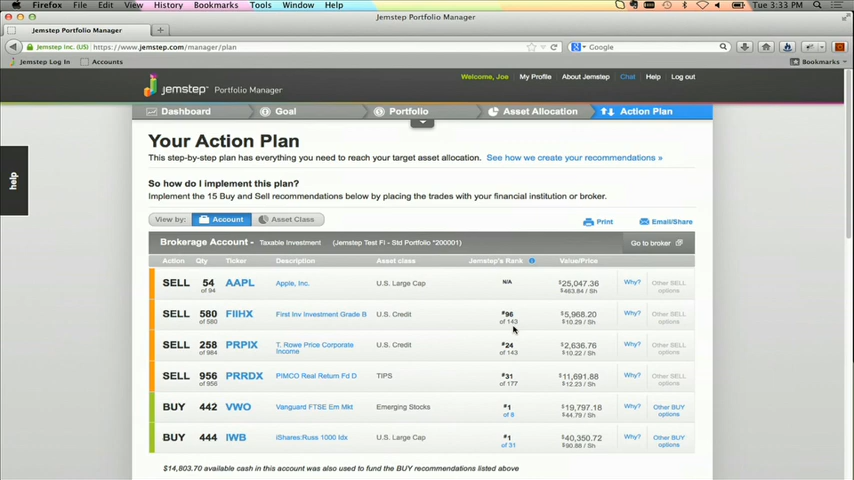 Firefox File Edit View History Bookmarks Tools Window Help Tue 3:33 PM
Jemstep Portfolio Manager
Jemstep Portfolio Manager
Jemstep Inc. (US) https://www.jemstep.com/manager/plan Google
Jemstep Log In Accounts Bookmarks
Welcome, Joe My Profile About Jemstep Chat Help Log out
jemstep Portfolio Manager
Dashboard Goal Portfolio Asset Allocation Action Plan
Your Action Plan
This step-by-step plan has everything you need to reach your target asset allocation. See how we create your recommendations »
help
So how do I implement this plan?
Implement the 15 Buy and Sell recommendations below by placing the trades with your financial institution or broker.
View by: Account Asset Class Print Email/Share
Brokerage Account - Taxable Investment (Jemstep Test FI - Std Portfolio *200001) Go to broker
Action Qty Ticker Description Asset class Jemstep's Rank Value/Price
SELL 54 AAPL Apple, Inc. U.S. Large Cap N/A $25,047.36 Why? Other SELL
of 94 $463.84 / Sh options
SELL 580 FIIHX First Inv Investment Grade B U.S. Credit #96 $5,968.20 Why? Other SELL
of 580 of 143 $10.29 / Sh options
SELL 258 PRPIX T. Rowe Price Corporate U.S. Credit #24 $2,636.76 Why? Other SELL
of 984 Income of 143 $10.22 / Sh options
SELL 956 PRRDX PIMCO Real Return Fd D TIPS #31 $11,691.88 Why? Other SELL
of 956 of 177 $12.23 / Sh options
BUY 442 VWO Vanguard FTSE Em Mkt Emerging Stocks #1 $19,797.18 Why? Other BUY
of 8 $44.79 / Sh options
BUY 444 IWB iShares:Russ 1000 Idx U.S. Large Cap #1 $40,350.72 Why? Other BUY
of 31 $90.88 / Sh options
$14,803.70 available cash in this account was also used to fund the BUY recommendations listed above